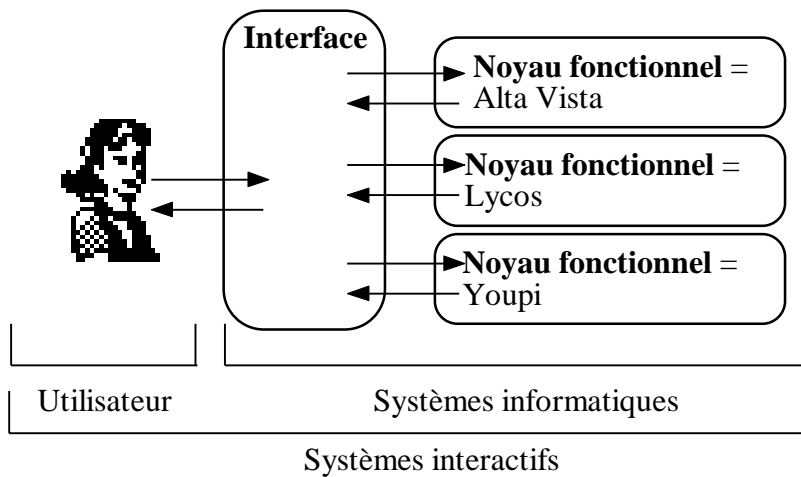 Interface
Noyau fonctionnel =
Alta Vista
Noyau fonctionnel =
Lycos
Noyau fonctionnel =
Youpi
Utilisateur
Systèmes informatiques
Systèmes interactifs